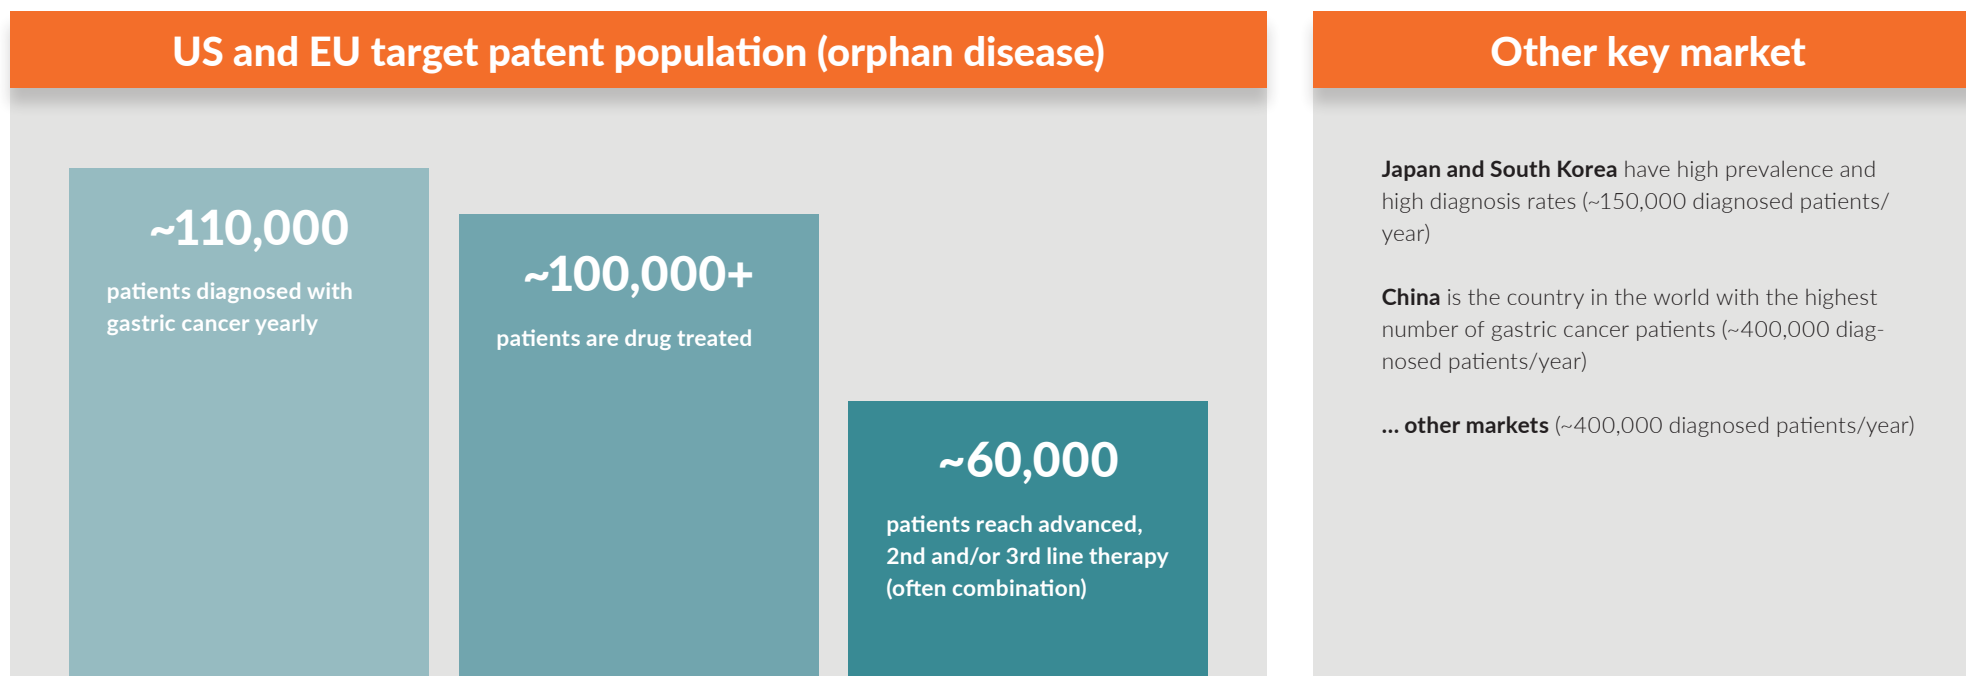 US and EU target patent population (orphan disease)
~110,000
patients diagnosed with
gastric cancer yearly
~100,000+
patients are drug treated
~60,000
patients reach advanced,
2nd and/or 3rd line therapy
(often combination)
Other key market
Japan and South Korea have high prevalence and
high diagnosis rates (~150,000 diagnosed patients/
year)
China is the country in the world with the highest
number of gastric cancer patients (~400,000 diag-
nosed patients/year)
... other markets (~400,000 diagnosed patients/year)